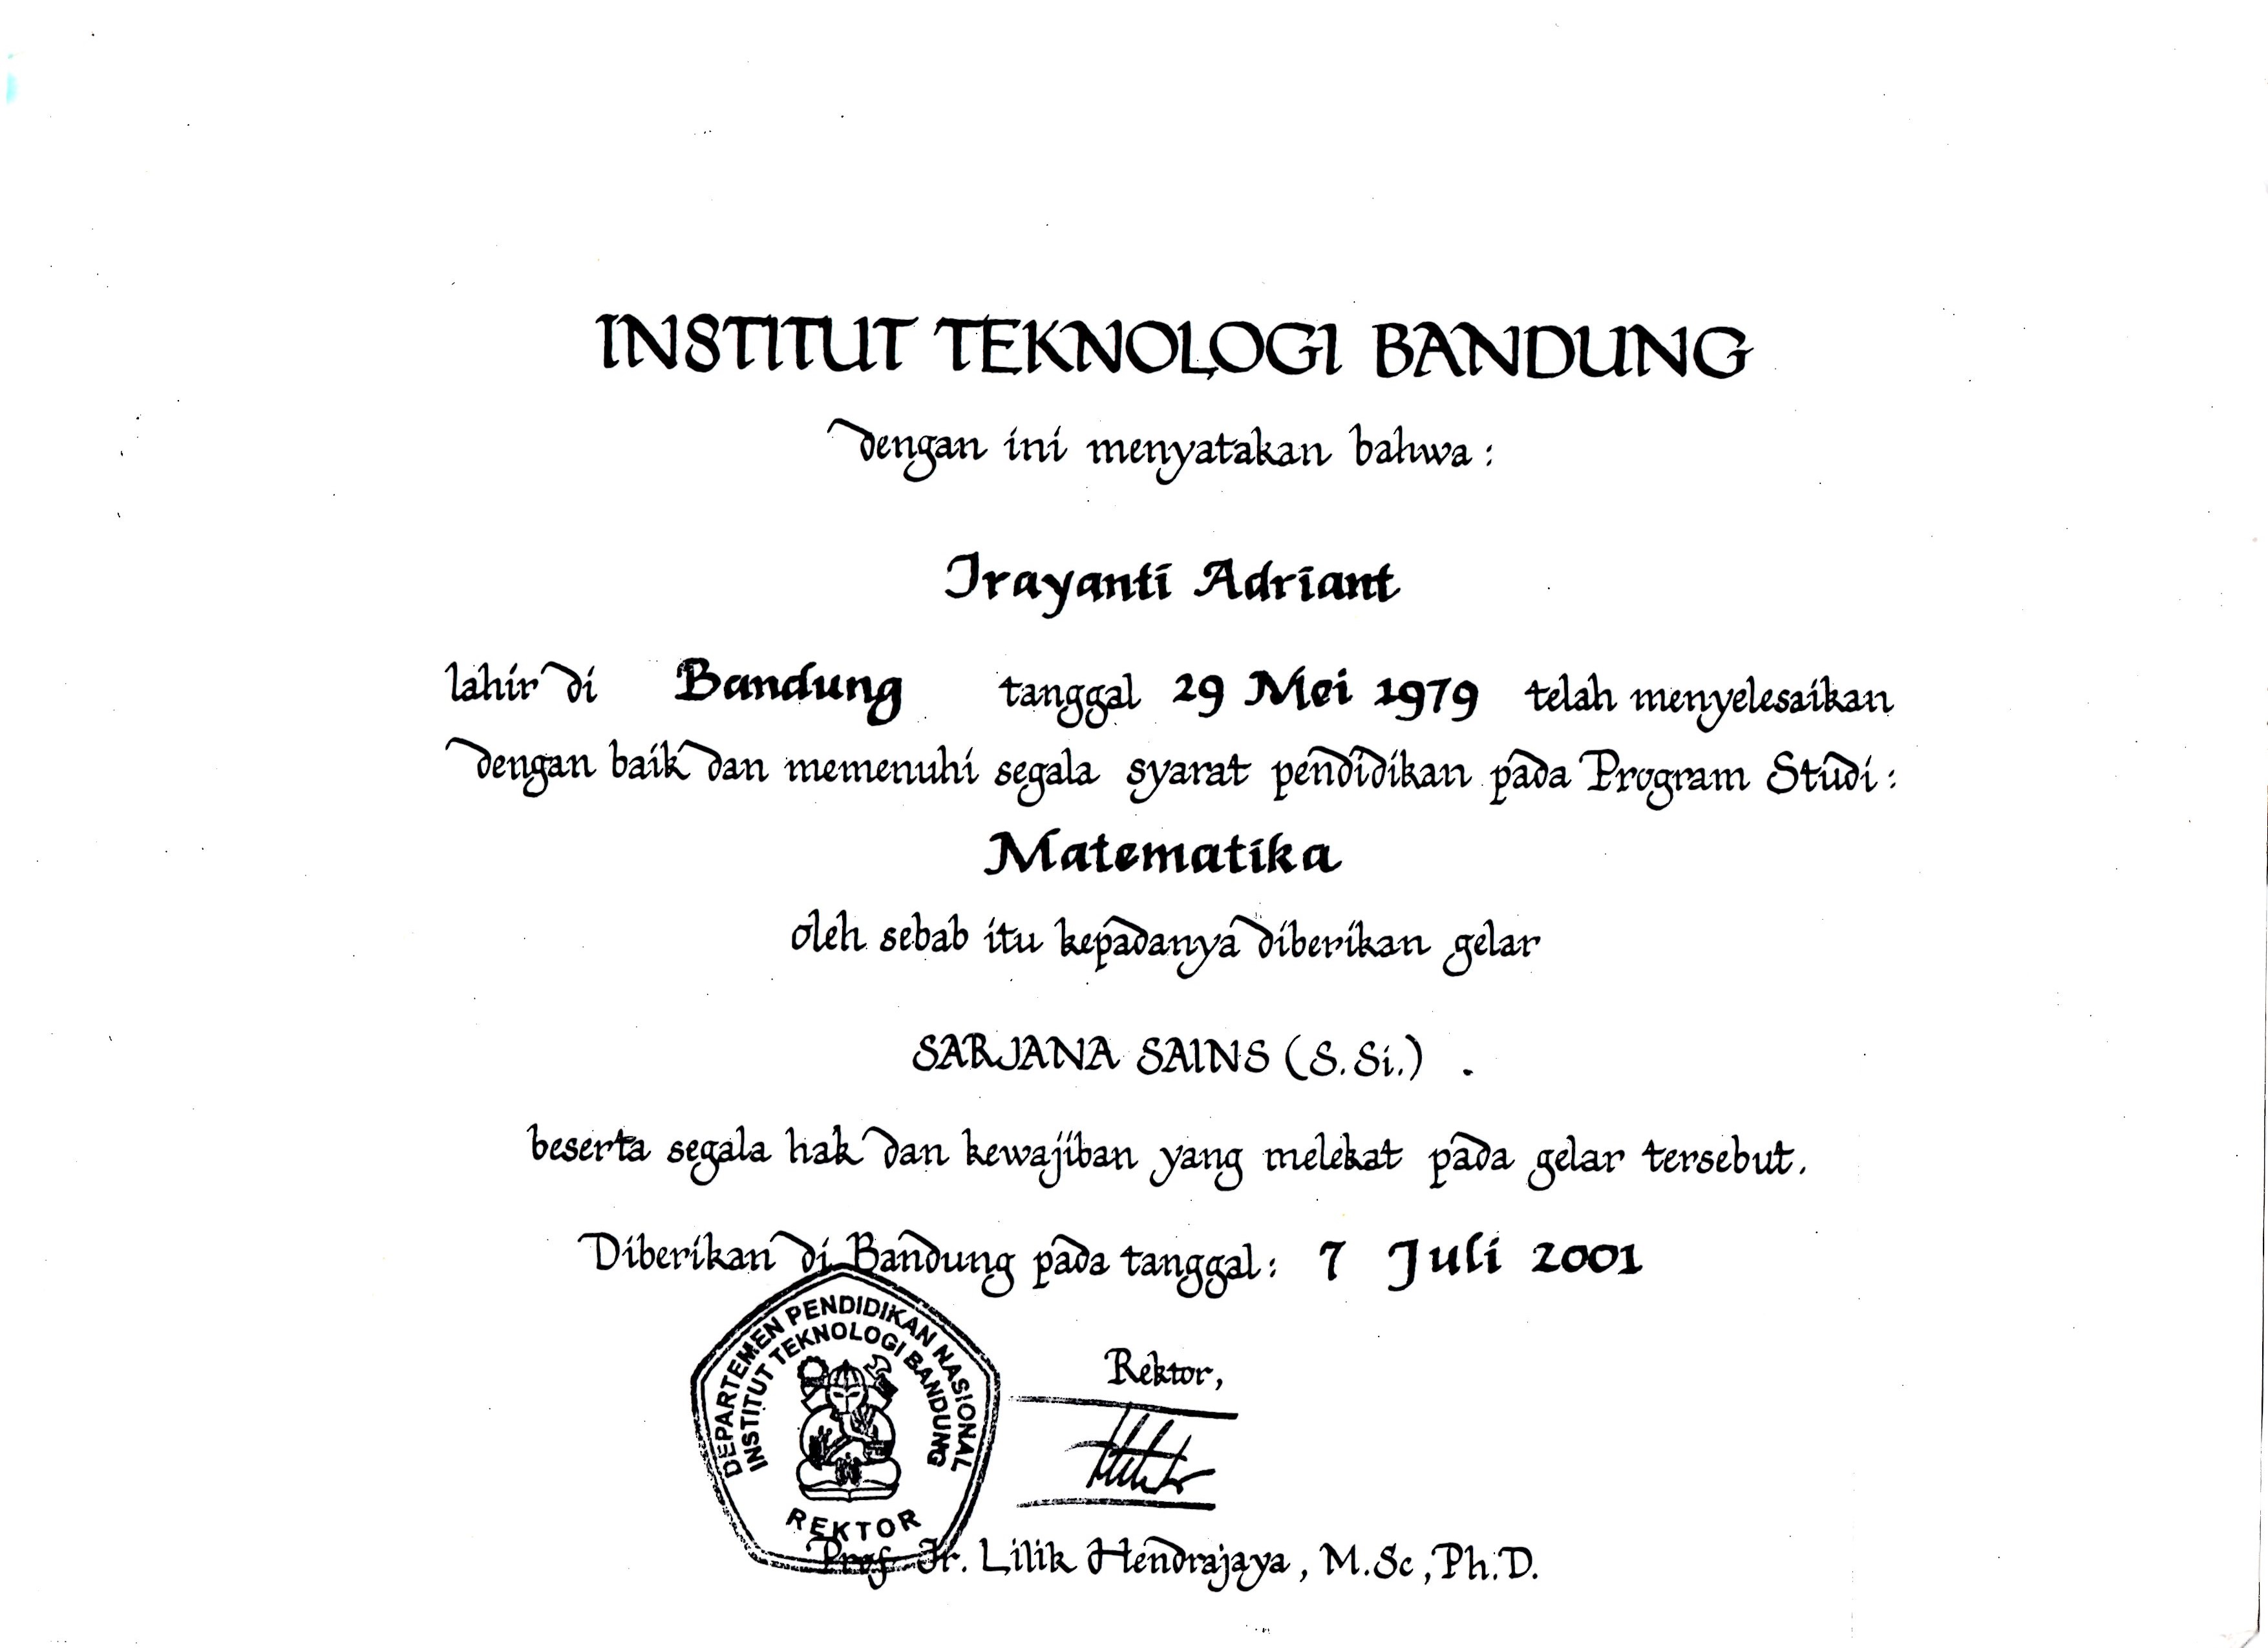 INSTITUT TEKNOLOGI BANDUNG
dengan ini menyatakan bahwa :
Irayanti Adriant
lahir di Bandung tanggal 29 Mei 1979 telah menyelesaikan
dengan baik dan memenuhi segala syarat pendidikan pada Program Studi :
Matematika
oleh sebab itu kepadanya diberikan gelar
SARJANA SAINS (S.Si.) .
beserta segala hak dan kewajiban yang melekat pada gelar tersebut.
Diberikan di Bandung pada tanggal : 7 Juli 2001
DEPARTEMEN PENDIDIKAN NASIONAL
INSTITUT TEKNOLOGI BANDUNG
REKTOR
Rektor,
Prof. Ir. Lilik Hendrajaya, M.Sc, Ph.D.